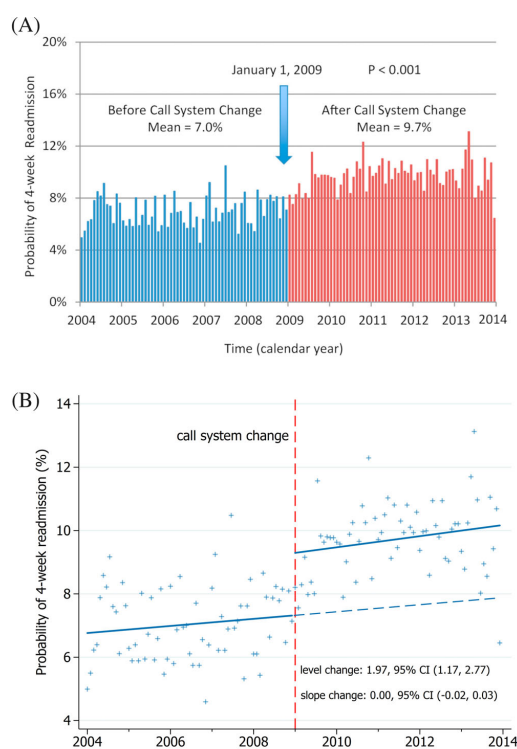 (A)
20%
16%
12%
8%
4%
0%
Probability of 4-week Readmission
January 1, 2009 P < 0.001
Before Call System Change After Call System Change
Mean = 7.0% Mean = 9.7%
2004 2005 2006 2007 2008 2009 2010 2011 2012 2013 2014
Time (calendar year)
(B)
14
12
10
8
6
4
Probability of 4-week readmission (%)
call system change
level change: 1.97, 95% CI (1.17, 2.77)
slope change: 0.00, 95% CI (-0.02, 0.03)
2004 2006 2008 2010 2012 2014